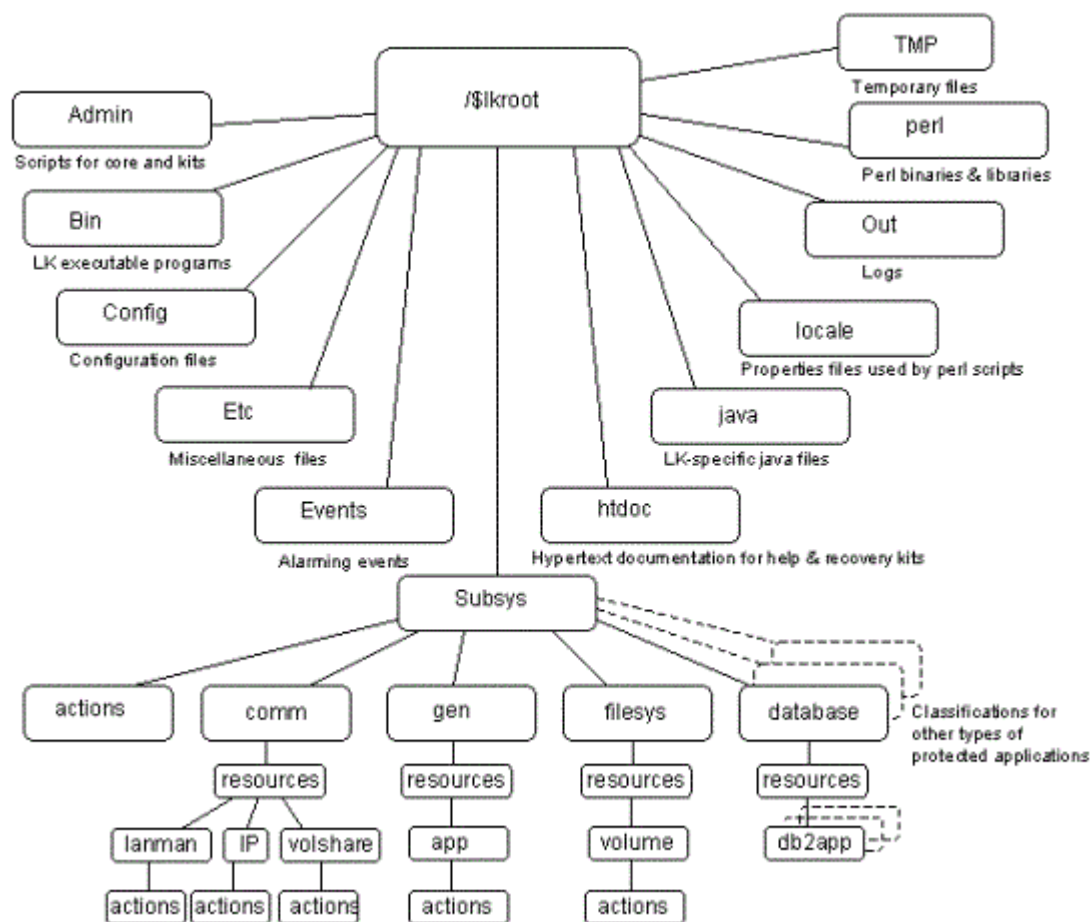 /$lkroot
TMP
Temporary files
Admin
Scripts for core and kits
perl
Perl binaries & libraries
Bin
LK executable programs
Out
Logs
Config
Configuration files
locale
Properties files used by perl scripts
Etc
Miscellaneous files
java
LK-specific java files
Events
Alarming events
htdoc
Hypertext documentation for help & recovery kits
Subsys
actions
comm
gen
filesys
database
Classifications for
other types of
protected applications
resources
resources
resources
resources
lanman
IP
volshare
app
volume
db2app
actions
actions
actions
actions
actions